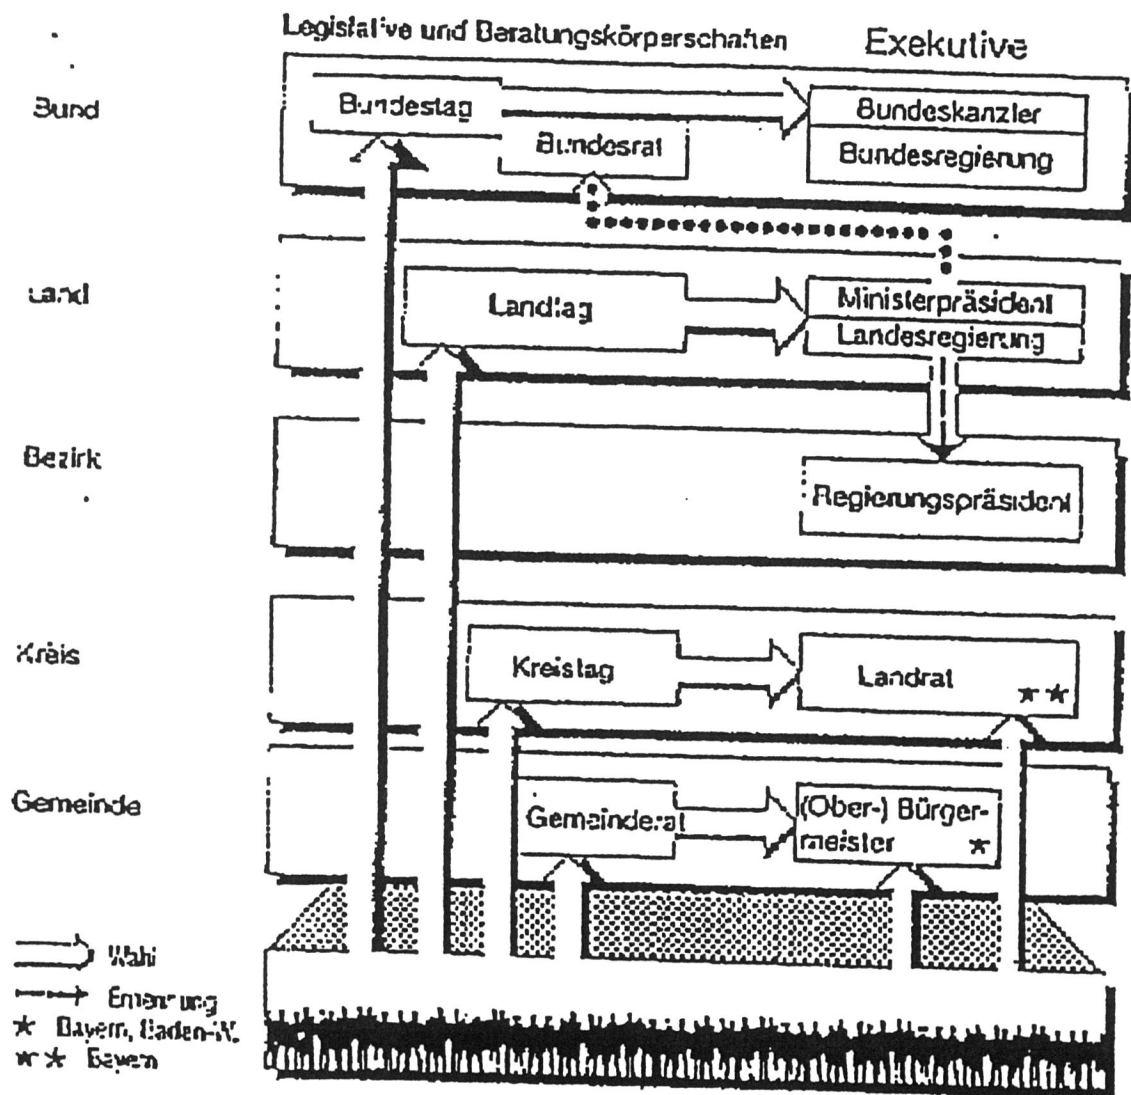 Legislative und Beratungskörperschaften
Exekutive
Bund
Bundestag
Bundesrat
Bundeskanzler
Bundesregierung
Land
Landtag
Ministerpräsident
Landesregierung
Bezirk
Regierungspräsident
Kreis
Kreistag
Landrat
★★
Gemeinde
Gemeinderat
(Ober-) Bürger-
meister ★
Wahl
Ernennung
★ Bayern, Baden-W.
★★ Bayern